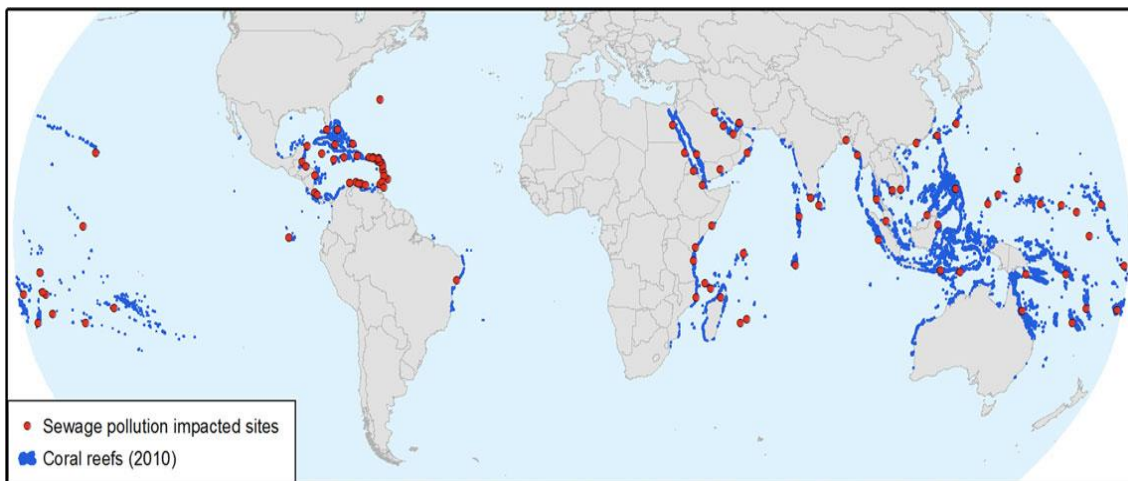 Sewage pollution impacted sites
Coral reefs (2010)